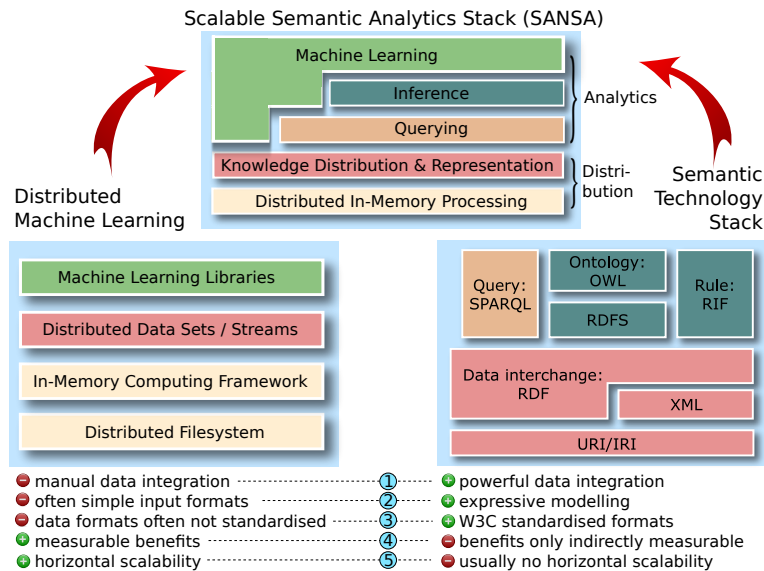 Scalable Semantic Analytics Stack (SANSA)
Machine Learning
Inference
Querying
Knowledge Distribution & Representation
Distributed In-Memory Processing
Analytics
Distri-
bution
Distributed
Machine Learning
Semantic
Technology
Stack
Machine Learning Libraries
Distributed Data Sets / Streams
In-Memory Computing Framework
Distributed Filesystem
Query:
SPARQL
Ontology:
OWL
RDFS
Rule:
RIF
Data interchange:
RDF
XML
URI/IRI
manual data integration 1 powerful data integration
often simple input formats 2 expressive modelling
data formats often not standardised 3 W3C standardised formats
measurable benefits 4 benefits only indirectly measurable
horizontal scalability 5 usually no horizontal scalability